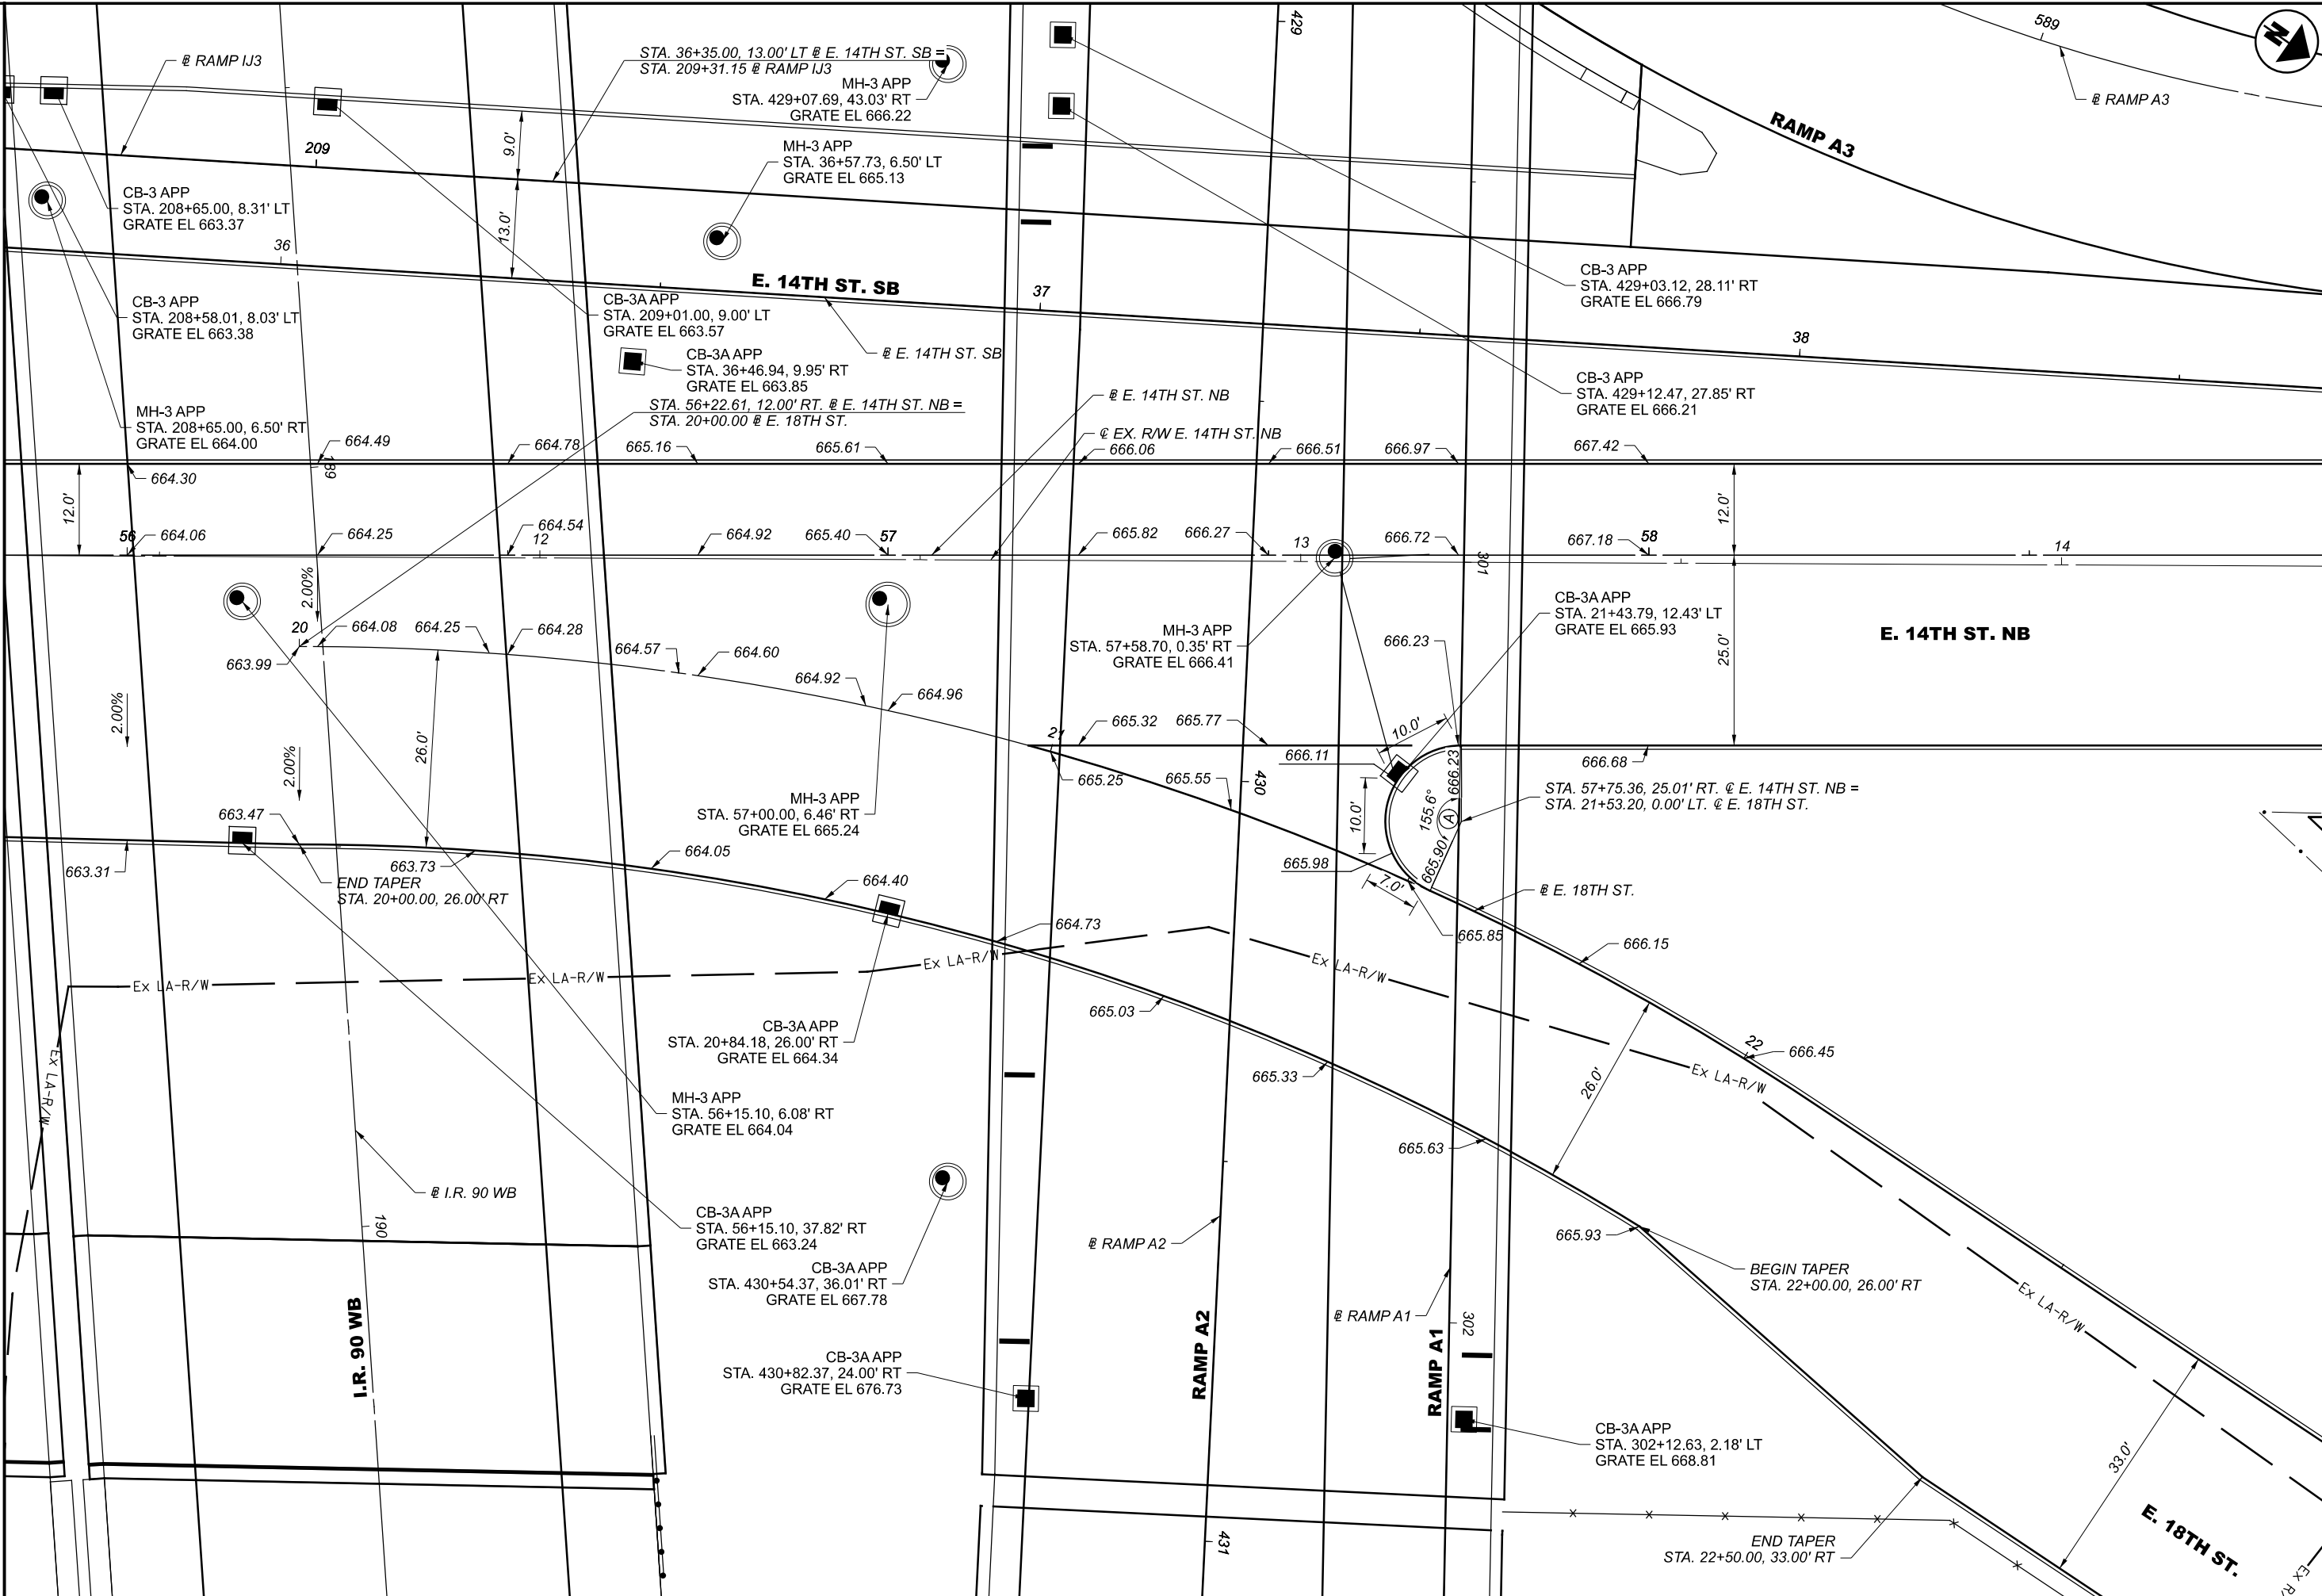 429
589
N
℄ RAMP IJ3
STA. 36+35.00, 13.00' LT ℄ E. 14TH ST. SB =
STA. 209+31.15 ℄ RAMP IJ3
MH-3 APP
STA. 429+07.69, 43.03' RT
GRATE EL 666.22
℄ RAMP A3
RAMP A3
209
9.0'
MH-3 APP
STA. 36+57.73, 6.50' LT
GRATE EL 665.13
CB-3 APP
STA. 208+65.00, 8.31' LT
GRATE EL 663.37
13.0'
36
E. 14TH ST. SB
37
CB-3 APP
STA. 429+03.12, 28.11' RT
GRATE EL 666.79
CB-3 APP
STA. 208+58.01, 8.03' LT
GRATE EL 663.38
CB-3A APP
STA. 209+01.00, 9.00' LT
GRATE EL 663.57
38
℄ E. 14TH ST. SB
CB-3A APP
STA. 36+46.94, 9.95' RT
GRATE EL 663.85
CB-3 APP
STA. 429+12.47, 27.85' RT
GRATE EL 666.21
STA. 56+22.61, 12.00' RT. ℄ E. 14TH ST. NB =
STA. 20+00.00 ℄ E. 18TH ST.
℄ E. 14TH ST. NB
MH-3 APP
STA. 208+65.00, 6.50' RT
GRATE EL 664.00
℄ EX. R/W E. 14TH ST. NB
664.49
664.78
665.16
665.61
666.06
666.51
666.97
667.42
189
664.30
12.0'
12.0'
56
664.06
664.25
664.54
12
664.92
665.40
57
665.82
666.27
13
666.72
301
667.18
58
14
2.00%
CB-3A APP
STA. 21+43.79, 12.43' LT
GRATE EL 665.93
20
664.08
664.25
664.28
663.99
664.57
664.60
MH-3 APP
STA. 57+58.70, 0.35' RT
GRATE EL 666.41
666.23
E. 14TH ST. NB
25.0'
664.92
664.96
2.00%
26.0'
2.00%
21
665.32
665.77
10.0'
666.11
665.25
665.55
430
666.23
666.68
STA. 57+75.36, 25.01' RT. ℄ E. 14TH ST. NB =
STA. 21+53.20, 0.00' LT. ℄ E. 18TH ST.
MH-3 APP
STA. 57+00.00, 6.46' RT
GRATE EL 665.24
10.0'
155.6°
A
663.47
663.31
663.73
664.05
664.40
665.98
665.90
7.0'
END TAPER
STA. 20+00.00, 26.00' RT
℄ E. 18TH ST.
664.73
665.85
666.15
Ex LA-R/W
Ex LA-R/W
Ex LA-R/W
Ex LA-R/W
665.03
CB-3A APP
STA. 20+84.18, 26.00' RT
GRATE EL 664.34
Ex LA-R/W
22
666.45
665.33
26.0'
Ex LA-R/W
MH-3 APP
STA. 56+15.10, 6.08' RT
GRATE EL 664.04
665.63
℄ I.R. 90 WB
190
CB-3A APP
STA. 56+15.10, 37.82' RT
GRATE EL 663.24
℄ RAMP A2
665.93
CB-3A APP
STA. 430+54.37, 36.01' RT
GRATE EL 667.78
BEGIN TAPER
STA. 22+00.00, 26.00' RT
Ex LA-R/W
I.R. 90 WB
℄ RAMP A1
302
RAMP A2
RAMP A1
CB-3A APP
STA. 430+82.37, 24.00' RT
GRATE EL 676.73
CB-3A APP
STA. 302+12.63, 2.18' LT
GRATE EL 668.81
33.0'
431
END TAPER
STA. 22+50.00, 33.00' RT
E. 18TH ST.